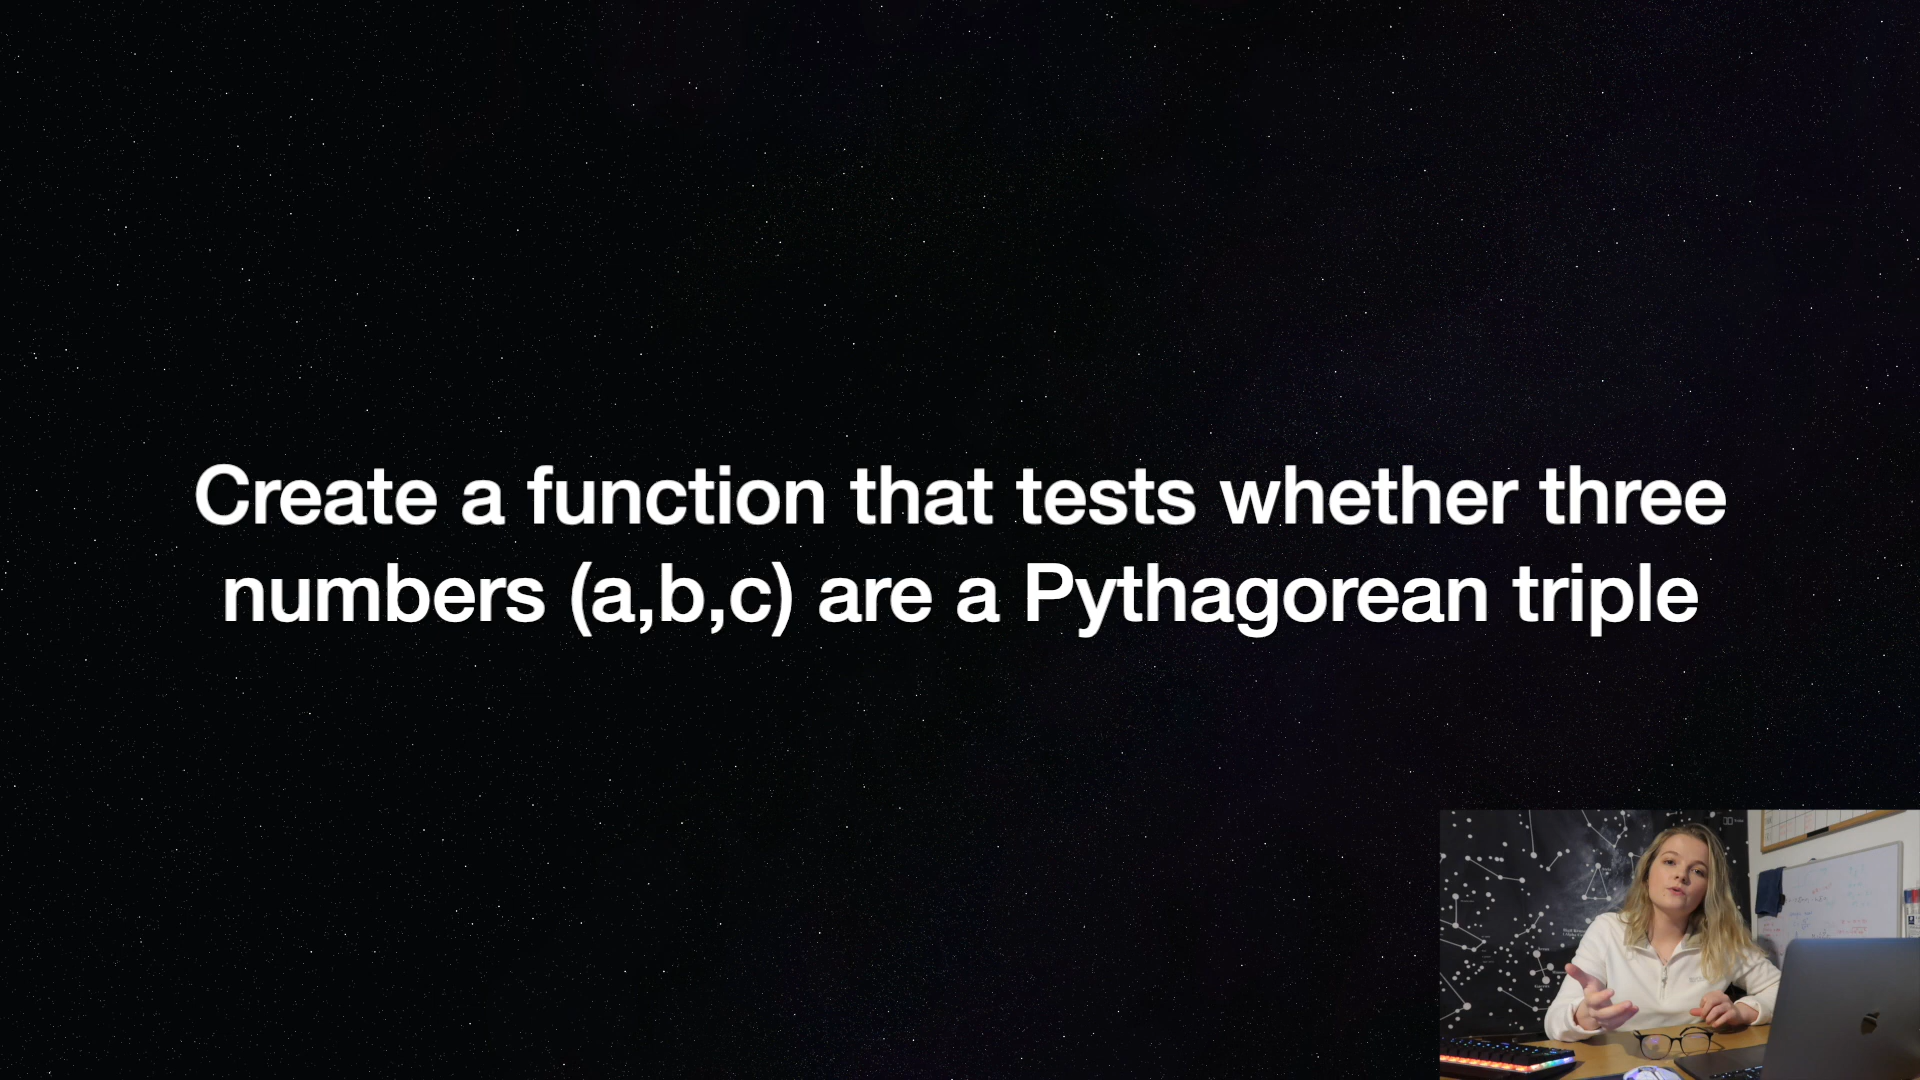 Create a function that tests whether three
numbers (a,b,c) are a Pythagorean triple